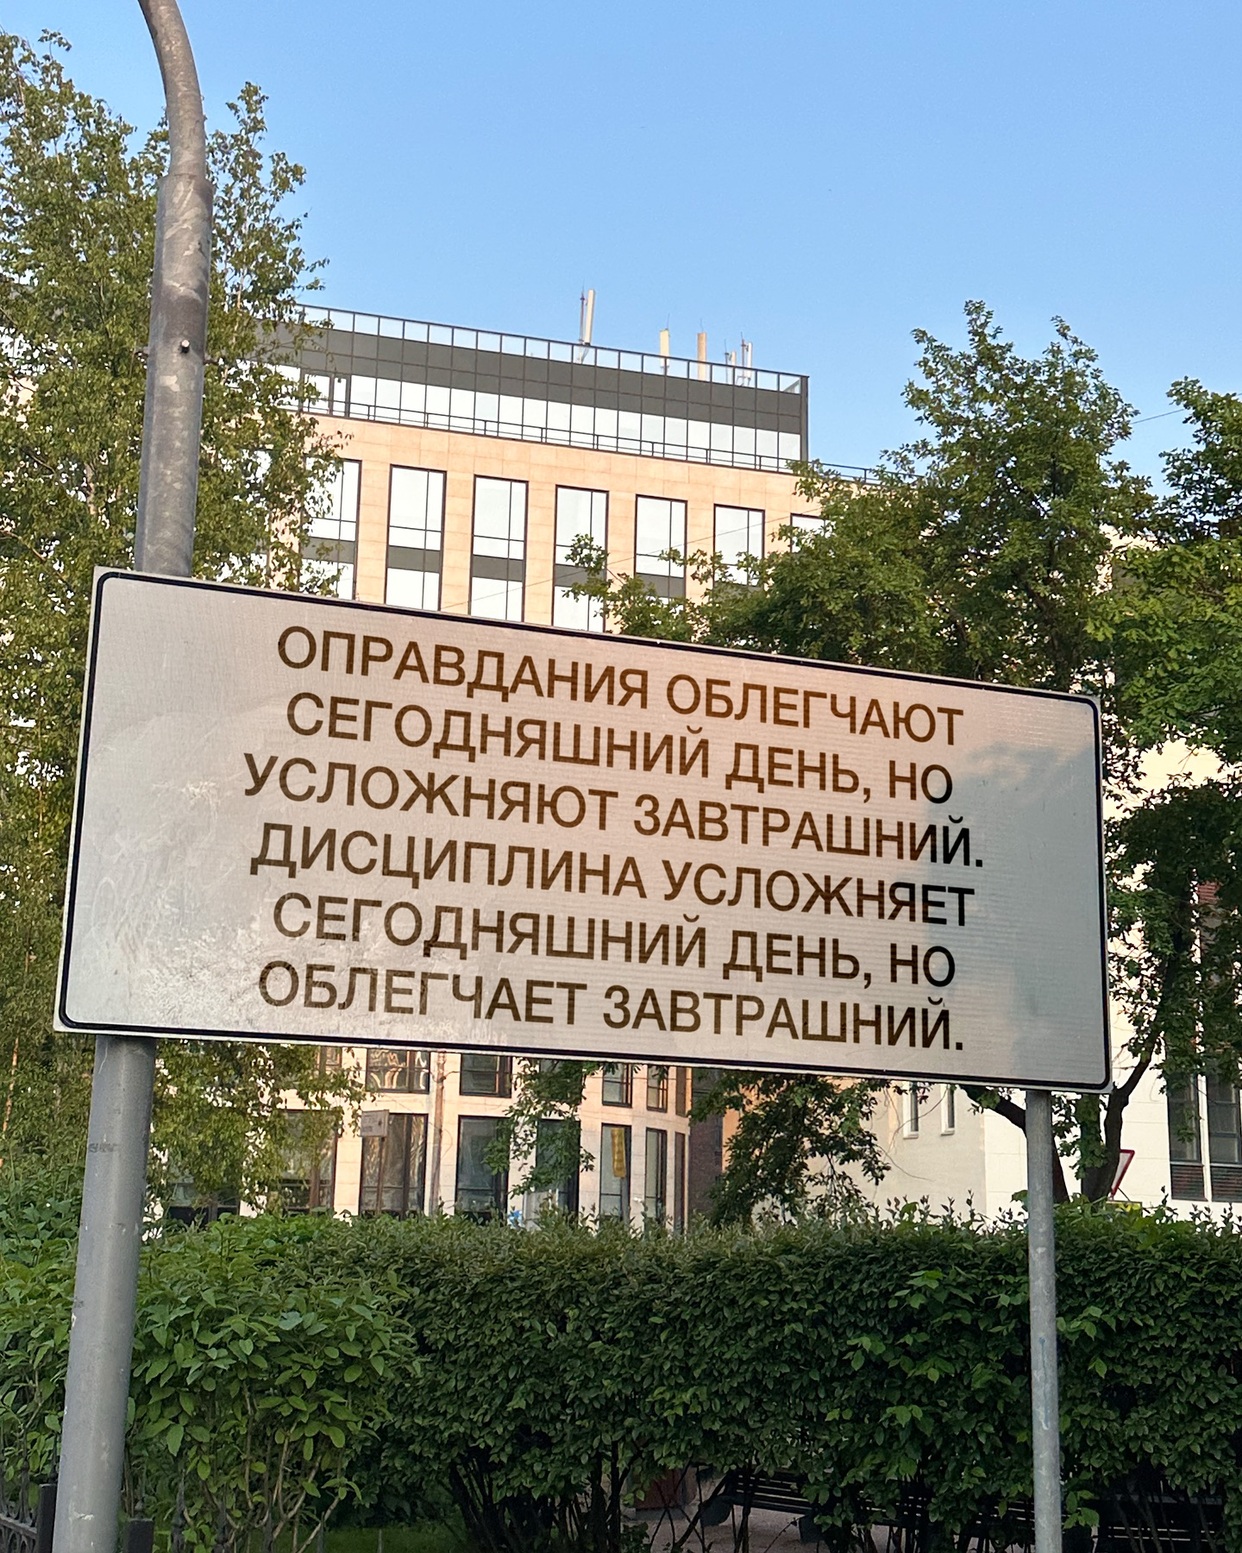 ОПРАВДАНИЯ ОБЛЕГЧАЮТ
СЕГОДНЯШНИЙ ДЕНЬ, НО
УСЛОЖНЯЮТ ЗАВТРАШНИЙ.
ДИСЦИПЛИНА УСЛОЖНЯЕТ
СЕГОДНЯШНИЙ ДЕНЬ, НО
ОБЛЕГЧАЕТ ЗАВТРАШНИЙ.